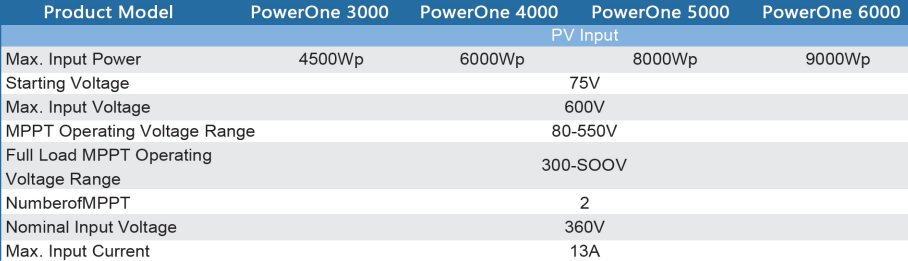 Product Model PowerOne 3000 PowerOne 4000 PowerOne 5000 PowerOne 6000
PV Input
Max. Input Power 4500Wp 6000Wp 8000Wp 9000Wp
Starting Voltage 75V
Max. Input Voltage 600V
MPPT Operating Voltage Range 80-550V
Full Load MPPT Operating
Voltage Range 300-SOOV
NumberofMPPT 2
Nominal Input Voltage 360V
Max. Input Current 13A